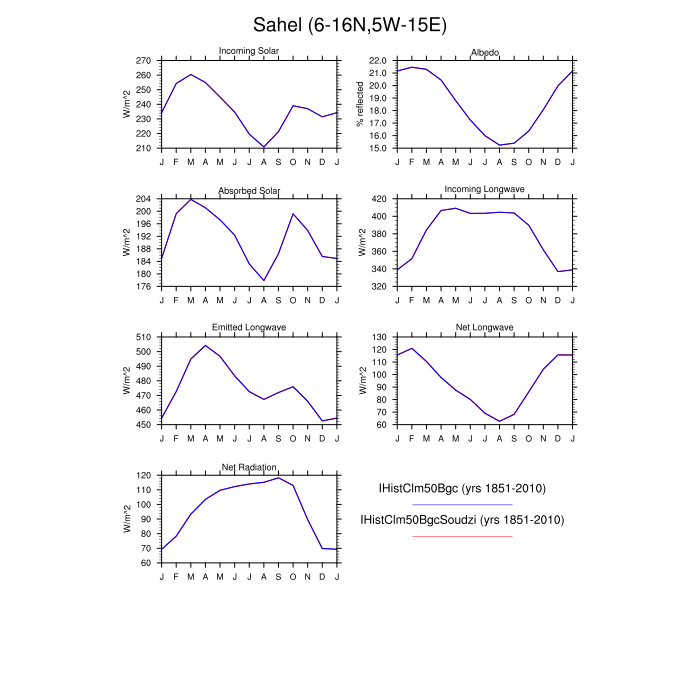 Sahel (6-16N,5W-15E)
Incoming Solar
W/m^2
270
260
250
240
230
220
210
J F M A M J J A S O N D J
Albedo
% reflected
22.0
21.0
20.0
19.0
18.0
17.0
16.0
15.0
J F M A M J J A S O N D J
Absorbed Solar
W/m^2
204
200
196
192
188
184
180
176
J F M A M J J A S O N D J
Incoming Longwave
W/m^2
420
400
380
360
340
320
J F M A M J J A S O N D J
Emitted Longwave
W/m^2
510
500
490
480
470
460
450
J F M A M J J A S O N D J
Net Longwave
W/m^2
130
120
110
100
90
80
70
60
J F M A M J J A S O N D J
Net Radiation
W/m^2
120
110
100
90
80
70
60
J F M A M J J A S O N D J
IHistClm50Bgc (yrs 1851-2010)
IHistClm50BgcSoudzi (yrs 1851-2010)